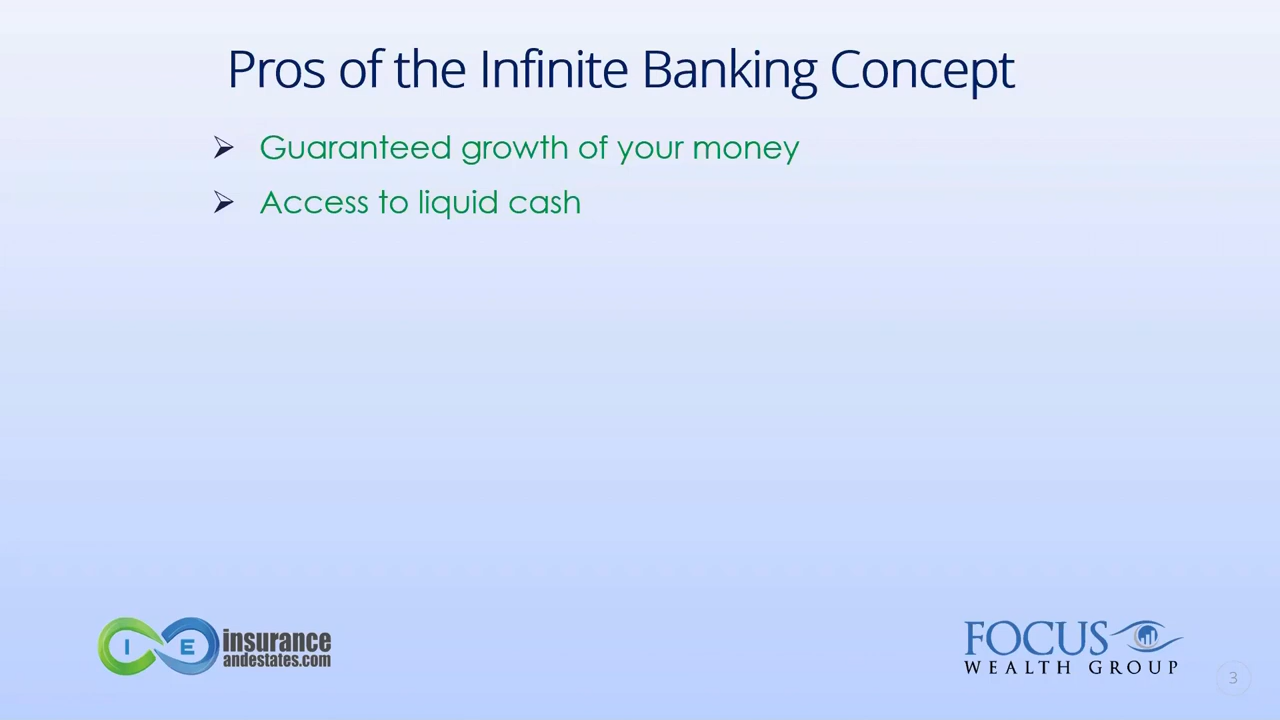 Pros of the Infinite Banking Concept
Guaranteed growth of your money
Access to liquid cash
I E
insurance
andestates.com
FOCUS
WEALTH GROUP
3